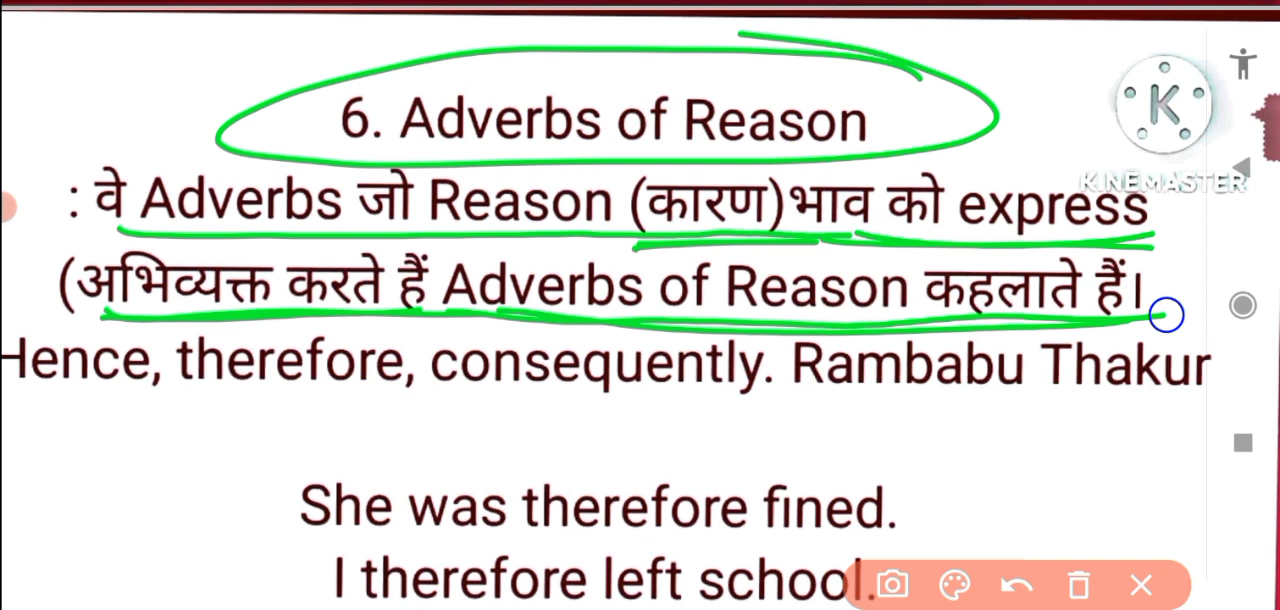 6. Adverbs of Reason
K
KINEMASTER
: वे Adverbs जो Reason (कारण)भाव को express
(अभिव्यक्त करते हैं Adverbs of Reason कहलाते हैं।
Hence, therefore, consequently. Rambabu Thakur
She was therefore fined.
I therefore left school.